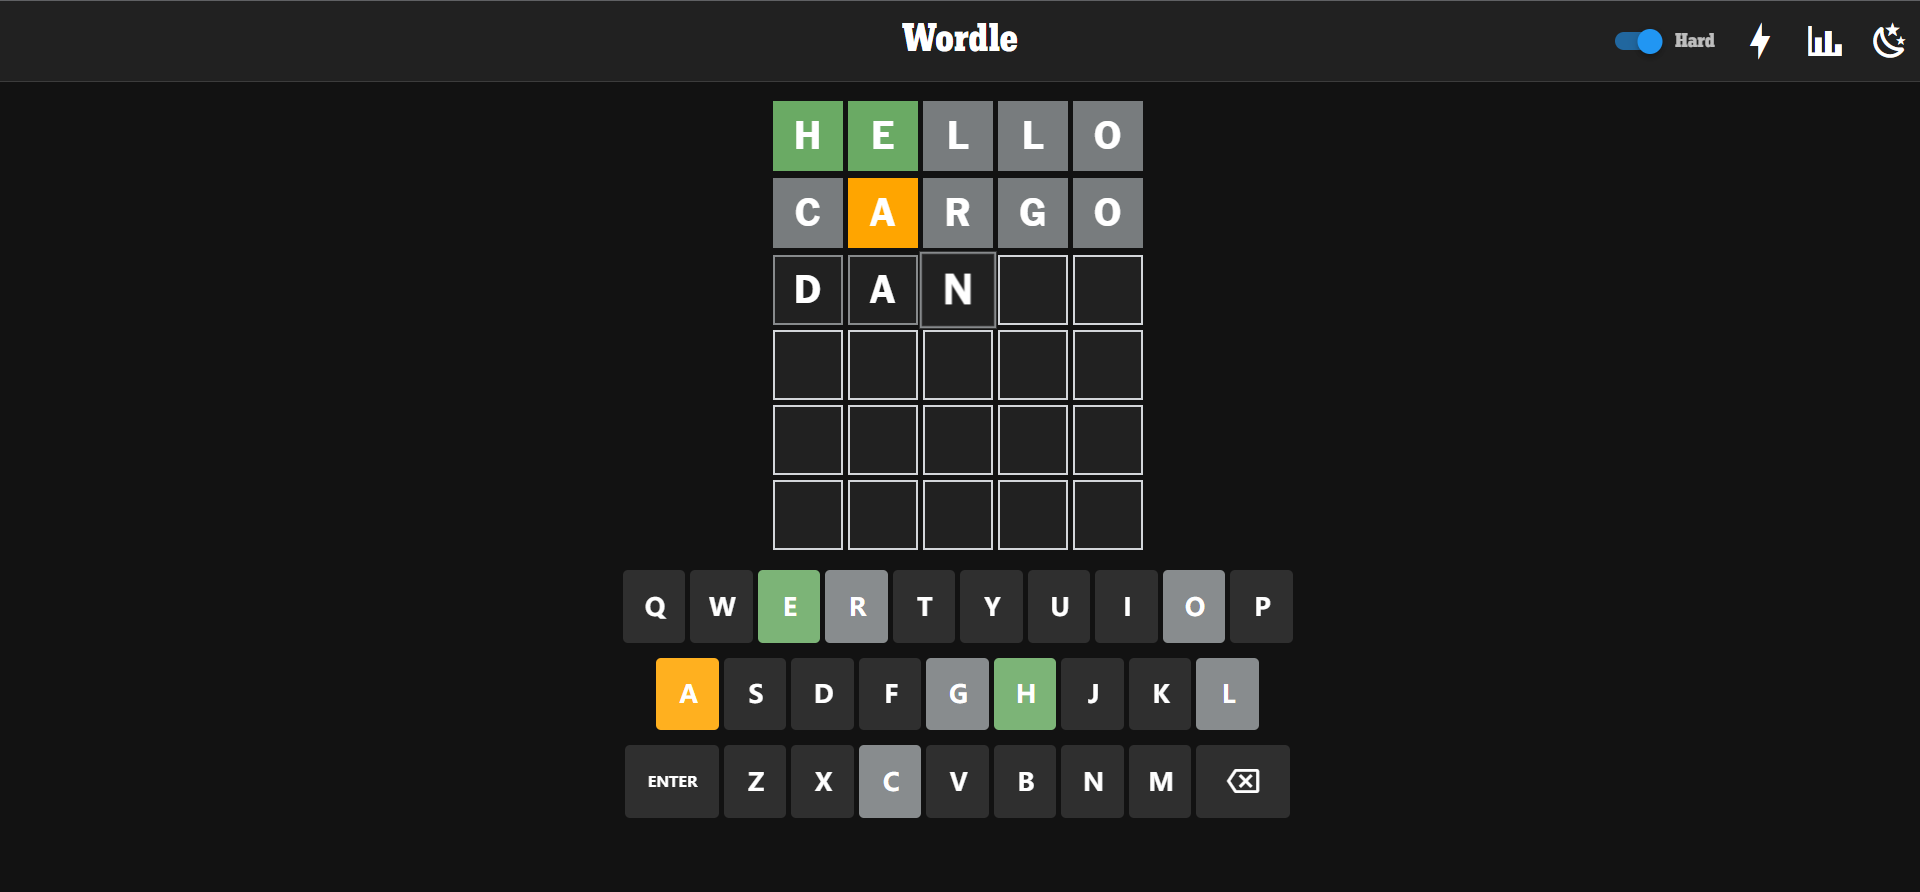 Wordle
Hard
H E L L O
C A R G O
D A N
Q W E R T Y U I O P
A S D F G H J K L
ENTER Z X C V B N M